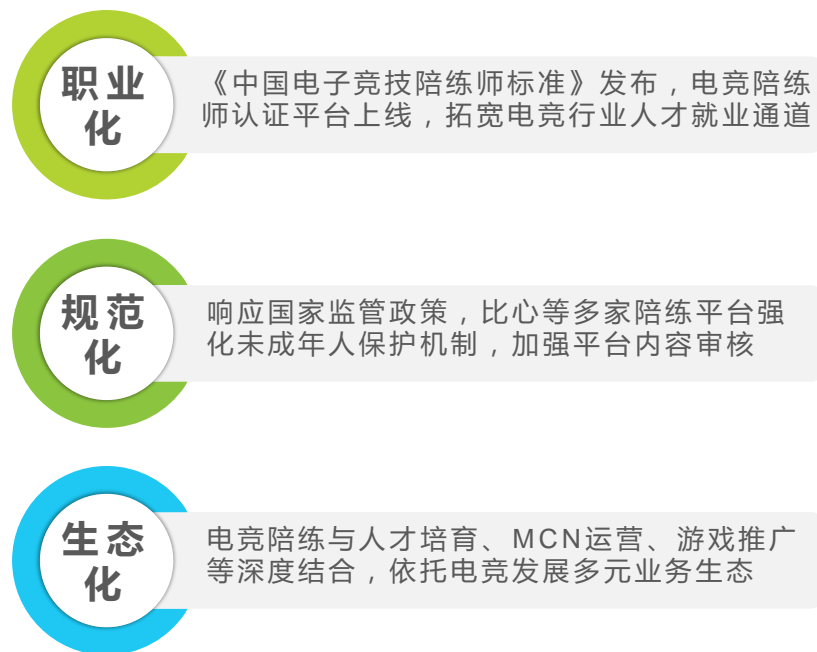 职业
化
《中国电子竞技陪练师标准》发布，电竞陪练
师认证平台上线，拓宽电竞行业人才就业通道
规范
化
响应国家监管政策，比心等多家陪练平台强
化未成年人保护机制，加强平台内容审核
生态
化
电竞陪练与人才培育、MCN运营、游戏推广
等深度结合，依托电竞发展多元业务生态